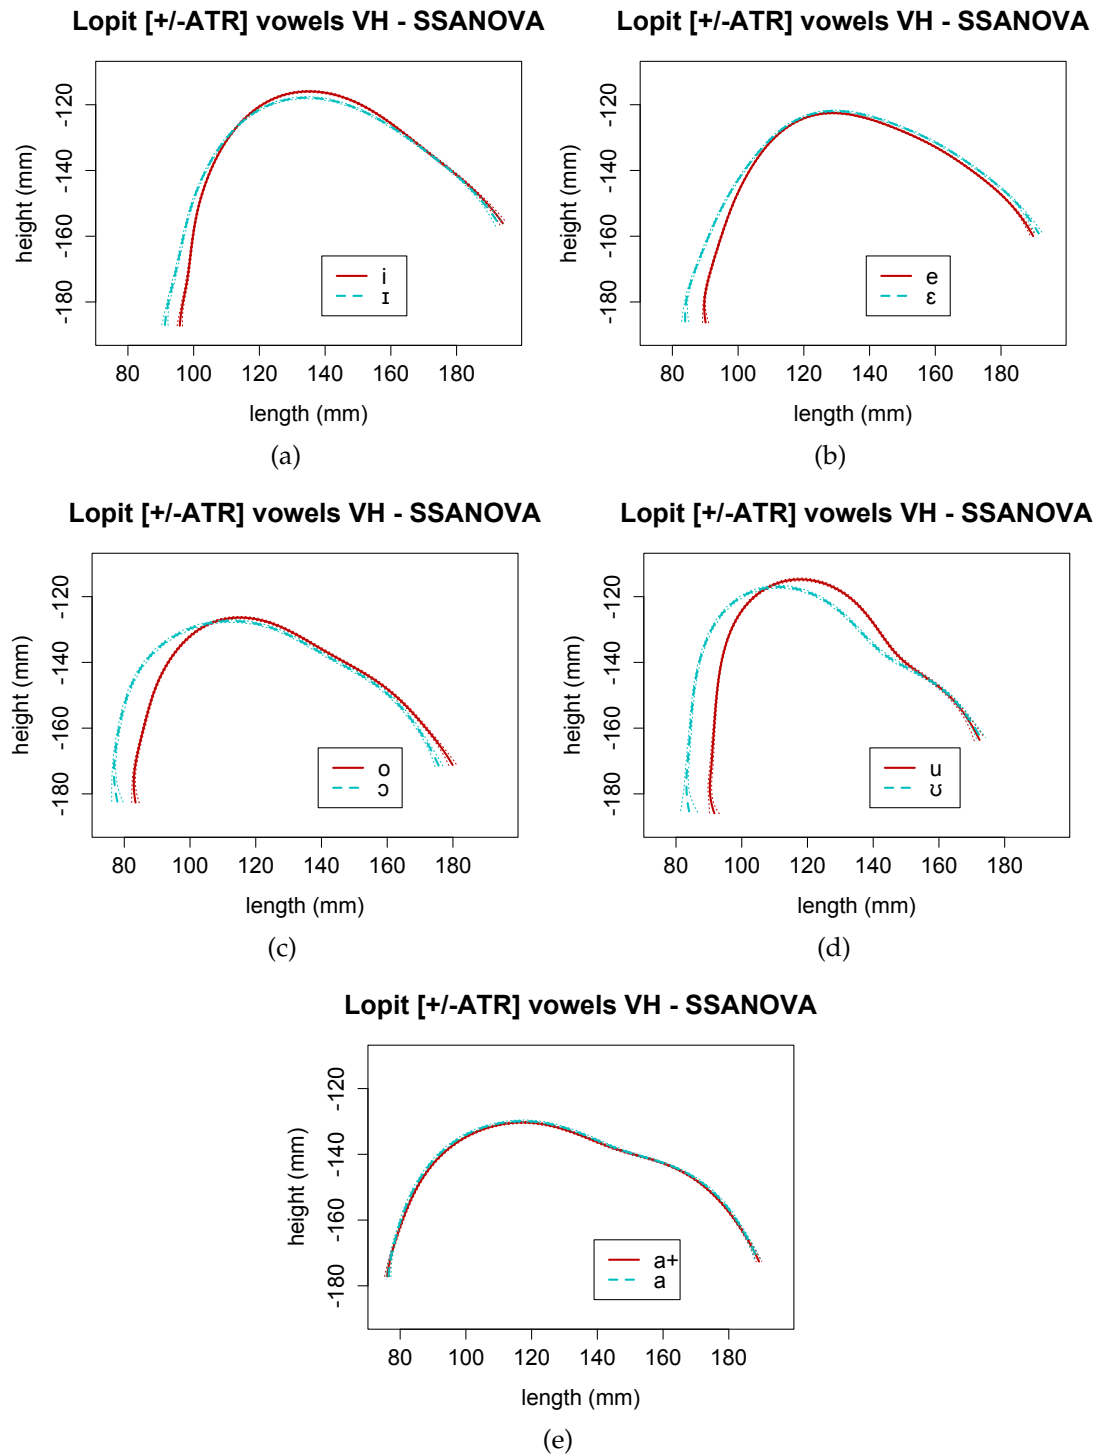 Lopit [+/-ATR] vowels VH - SSANOVA
height (mm)
-120
-140
-160
-180
i
ɪ
80 100 120 140 160 180
length (mm)
(a)
Lopit [+/-ATR] vowels VH - SSANOVA
height (mm)
-120
-140
-160
-180
e
ɛ
80 100 120 140 160 180
length (mm)
(b)
Lopit [+/-ATR] vowels VH - SSANOVA
height (mm)
-120
-140
-160
-180
o
ɔ
80 100 120 140 160 180
length (mm)
(c)
Lopit [+/-ATR] vowels VH - SSANOVA
height (mm)
-120
-140
-160
-180
u
ʊ
80 100 120 140 160 180
length (mm)
(d)
Lopit [+/-ATR] vowels VH - SSANOVA
height (mm)
-120
-140
-160
-180
a+
a
80 100 120 140 160 180
length (mm)
(e)